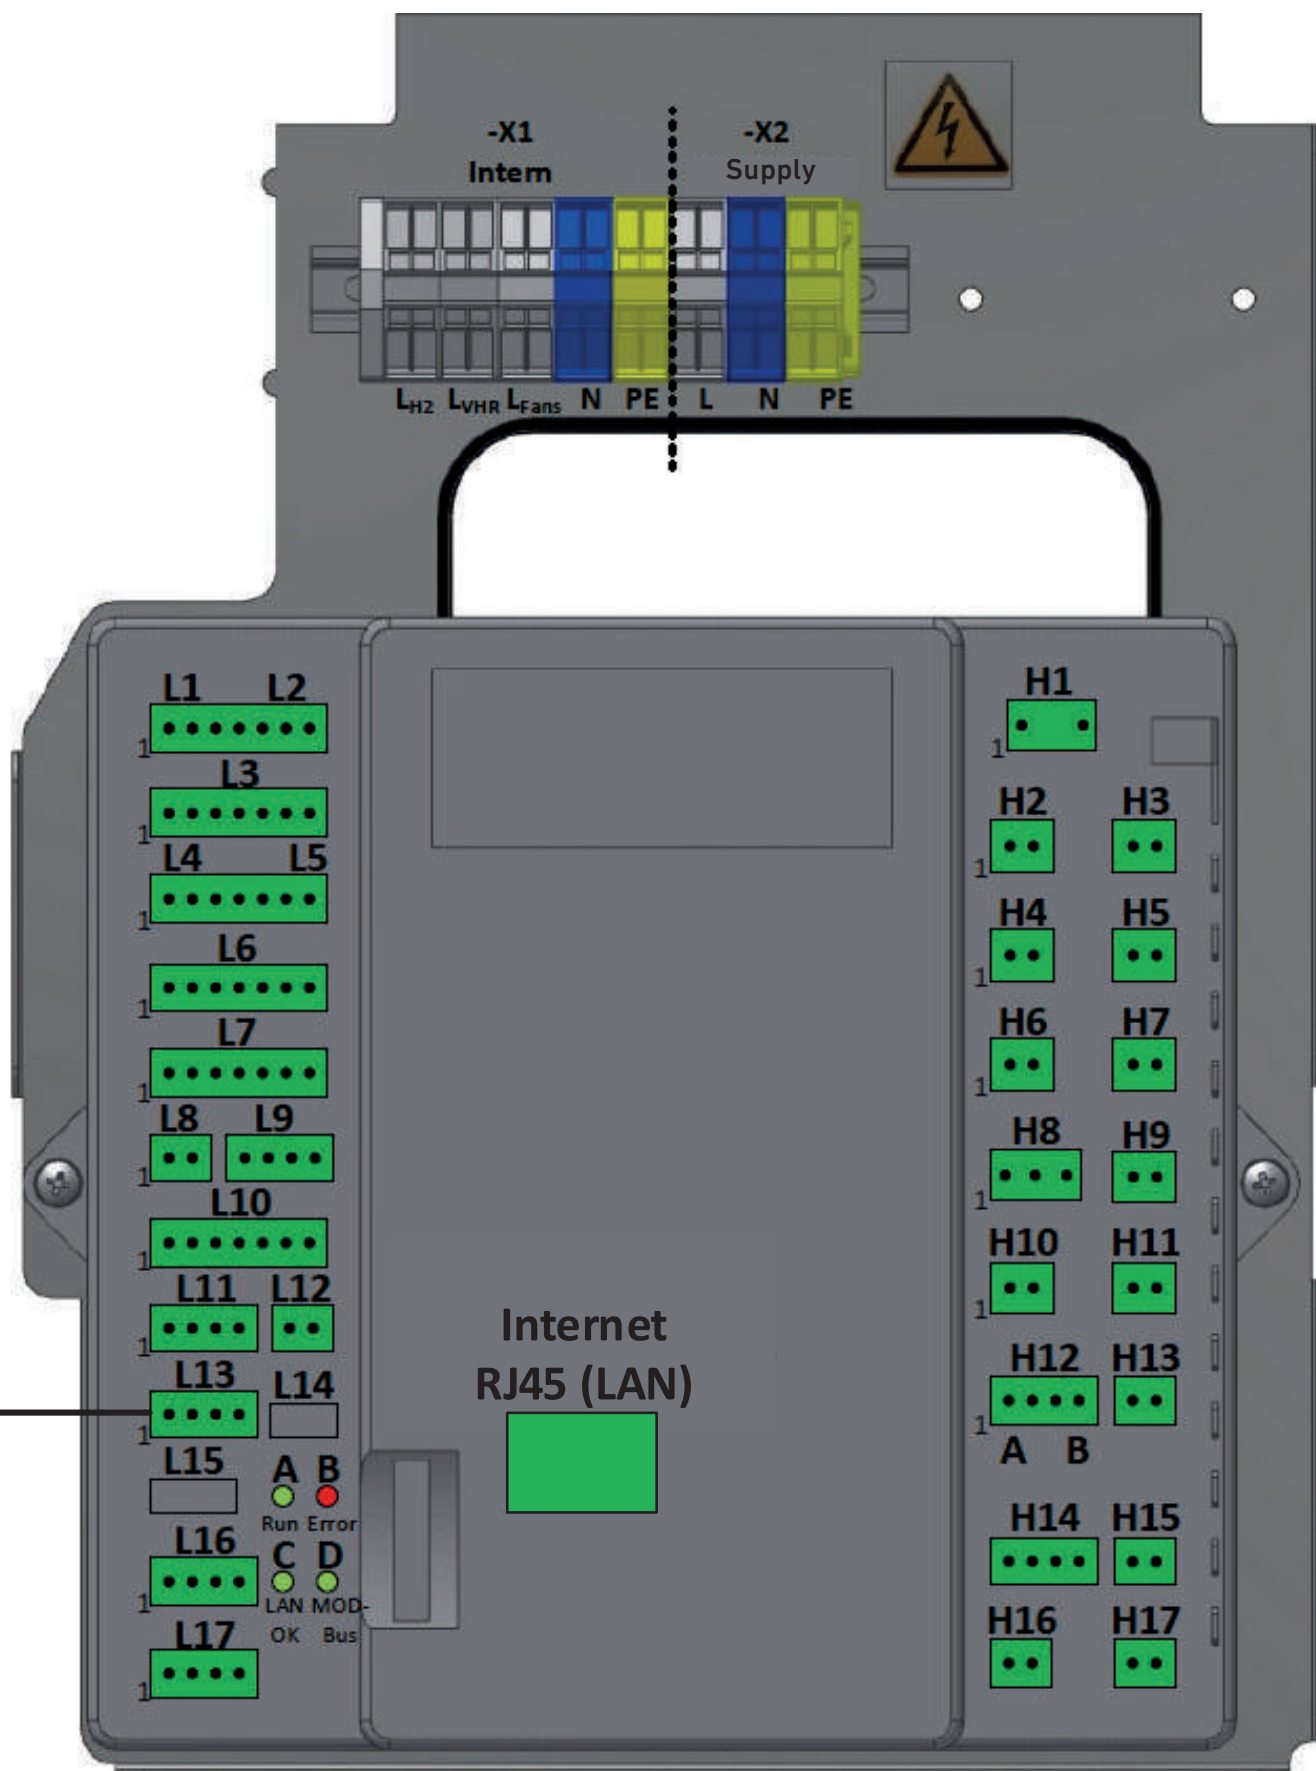 -X1 -X2
Intern Supply
LH2 LVHR LFans N PE L N PE
L1 L2
1
L3
1
L4 L5
1
L6
1
L7
1
L8 L9
1
L10
1
L11 L12
1
L13 L14
1
L15
A B
Run Error
L16
C D
1
LAN MOD-
OK Bus
L17
1
Internet
RJ45 (LAN)
H1
1
H2 H3
1
H4 H5
1
H6 H7
1
H8 H9
1
H10 H11
1
H12 H13
1
A B
H14 H15
H16 H17